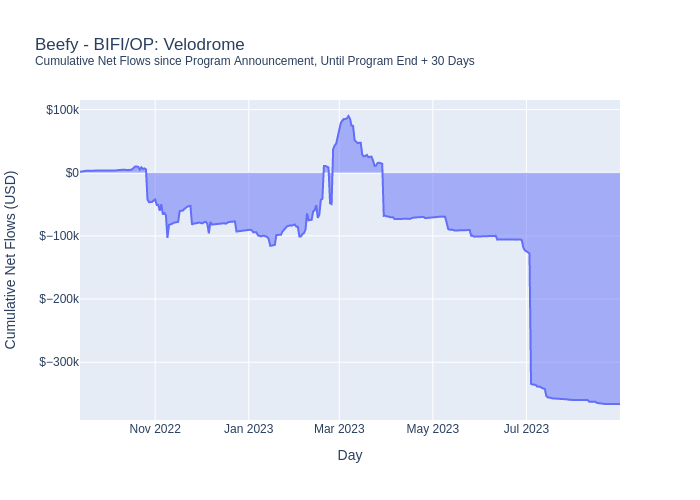 Beefy - BIFI/OP: Velodrome
Cumulative Net Flows since Program Announcement, Until Program End + 30 Days
Cumulative Net Flows (USD)
$100k
$0
$−100k
$−200k
$−300k
Nov 2022
Jan 2023
Mar 2023
May 2023
Jul 2023
Day